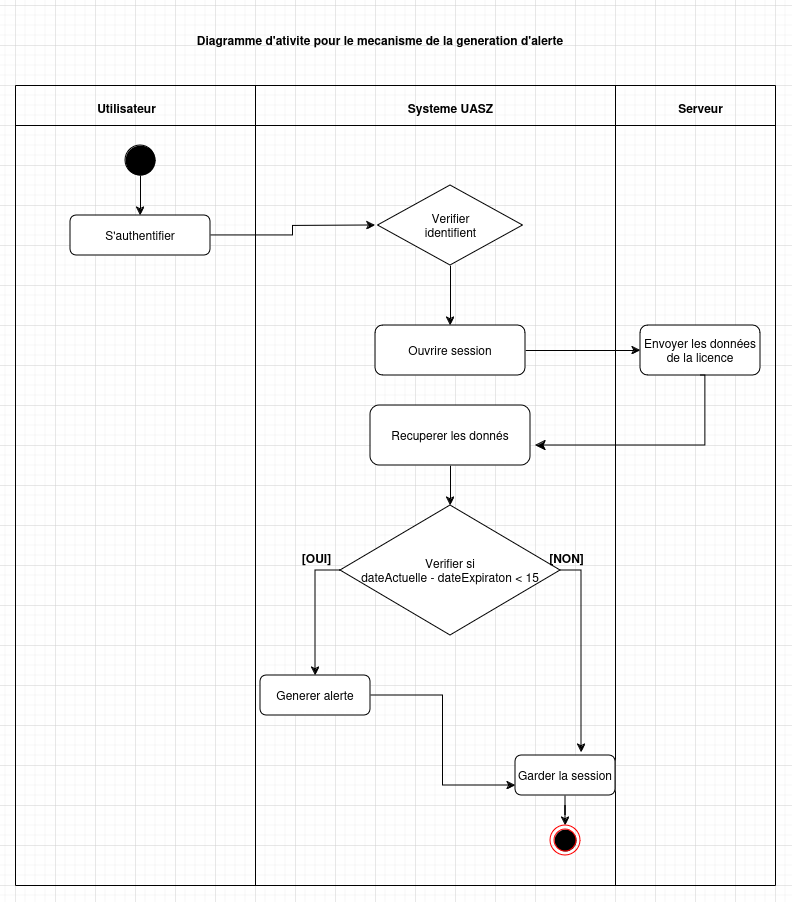 Diagramme d'ativite pour le mecanisme de la generation d'alerte
Utilisateur
Systeme UASZ
Serveur
S'authentifier
Verifier
identifient
Ouvrire session
Envoyer les données
de la licence
Recuperer les donnés
[OUI]
[NON]
Verifier si
dateActuelle - dateExpiraton < 15
Generer alerte
Garder la session